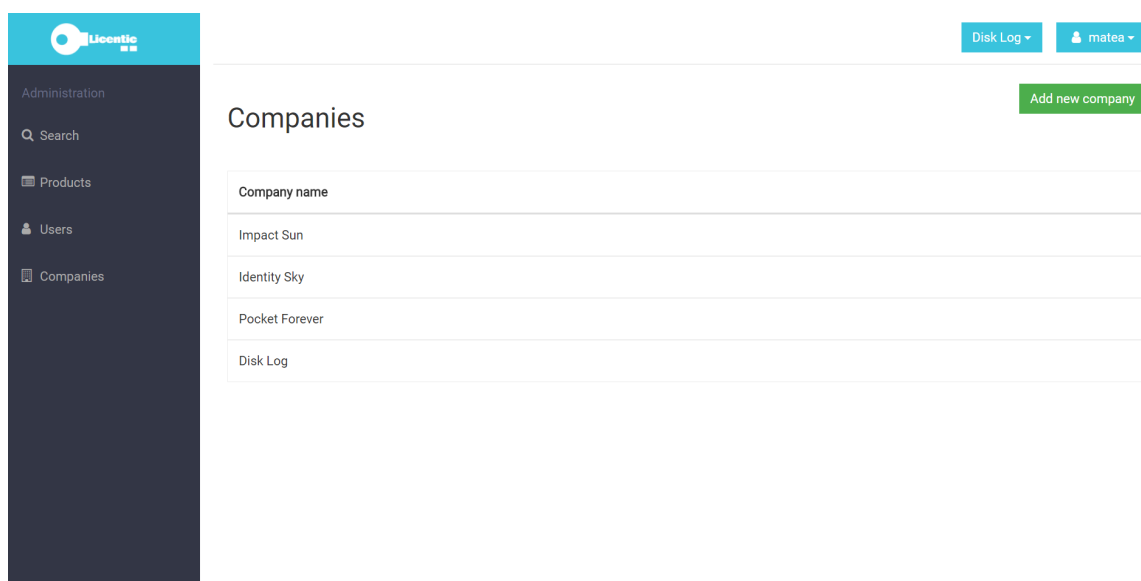 Licentic
Disk Log
matea
Administration
Search
Products
Users
Companies
Companies
Add new company
Company name
Impact Sun
Identity Sky
Pocket Forever
Disk Log